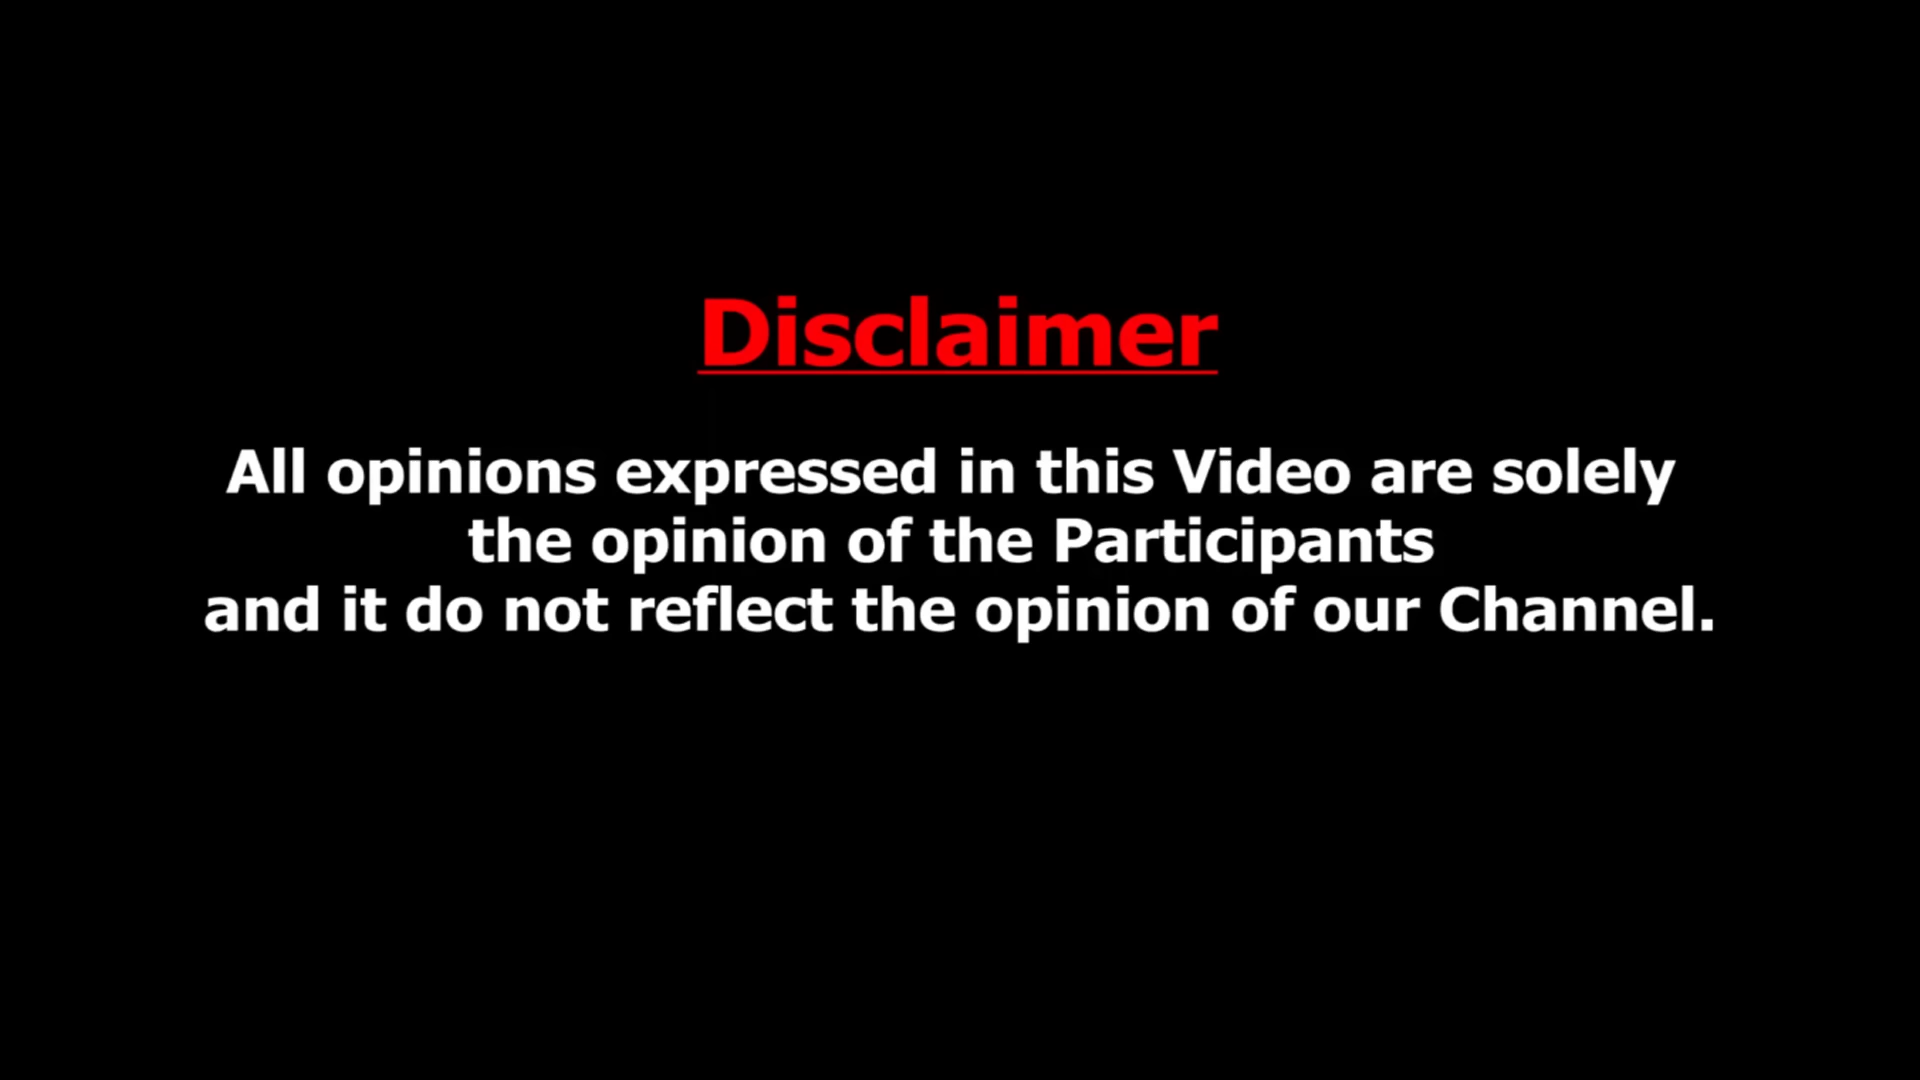 Disclaimer
All opinions expressed in this Video are solely
the opinion of the Participants
and it do not reflect the opinion of our Channel.